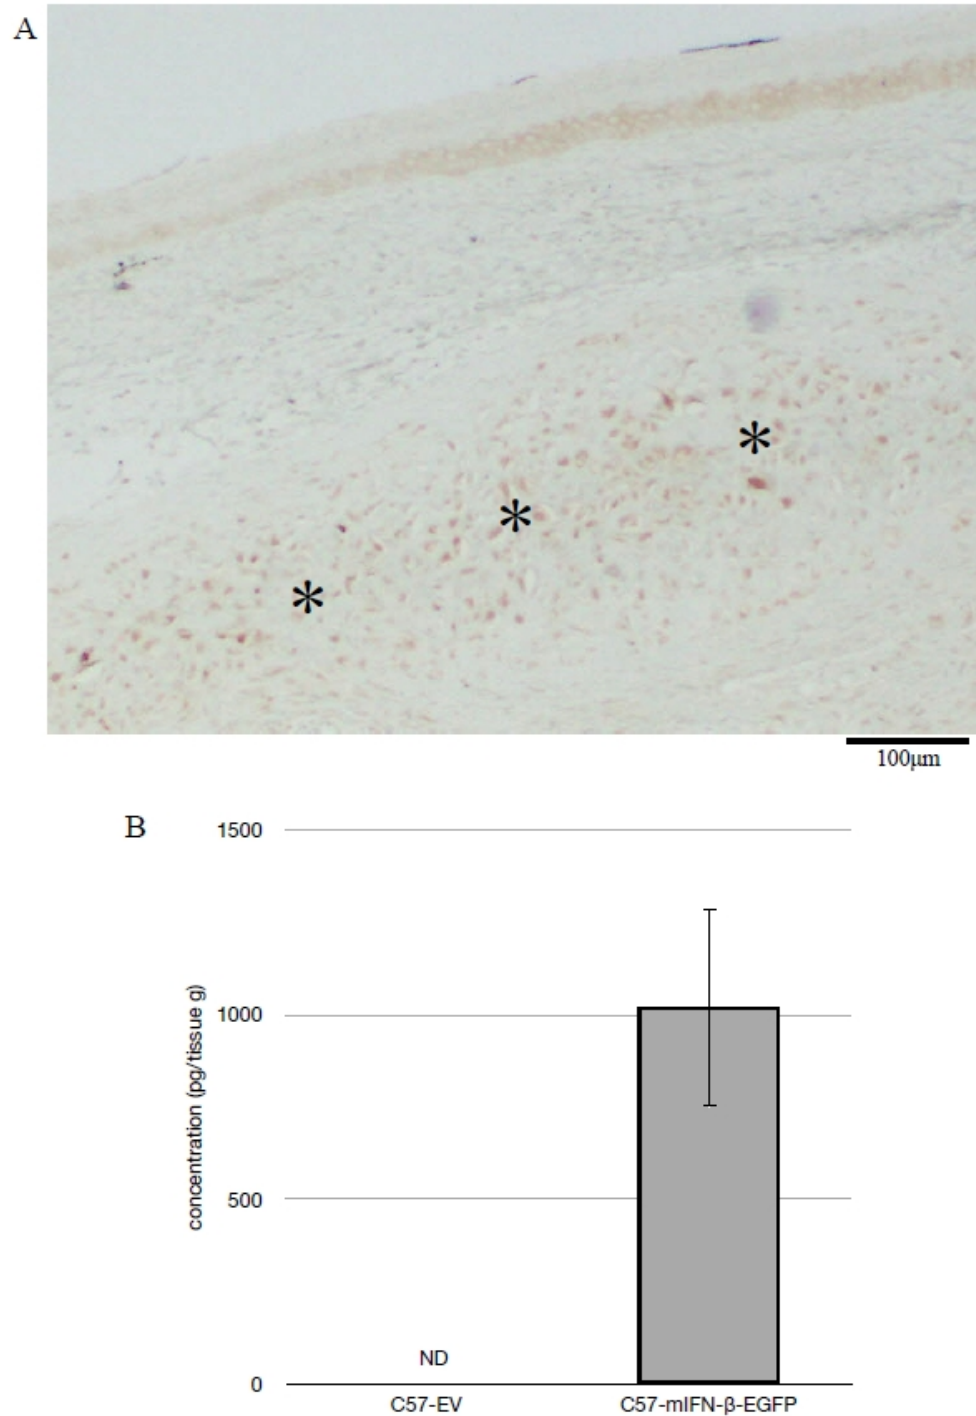 A
*
*
*
100μm
B
1500
1000
500
0
concentration (pg/tissue g)
ND
C57-EV
C57-mIFN-β-EGFP